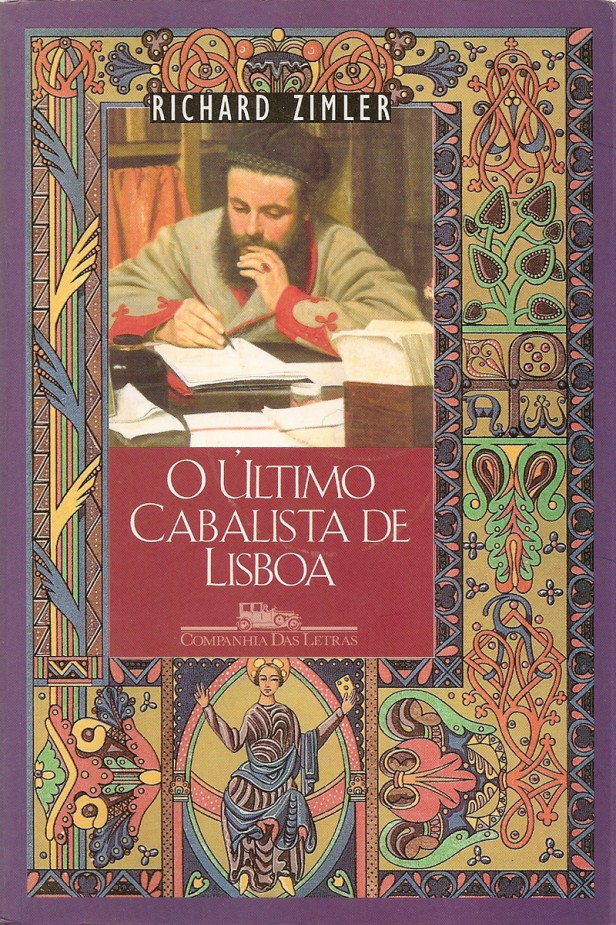 RICHARD ZIMLER
O ÚLTIMO
CABALISTA DE
LISBOA
COMPANHIA DAS LETRAS